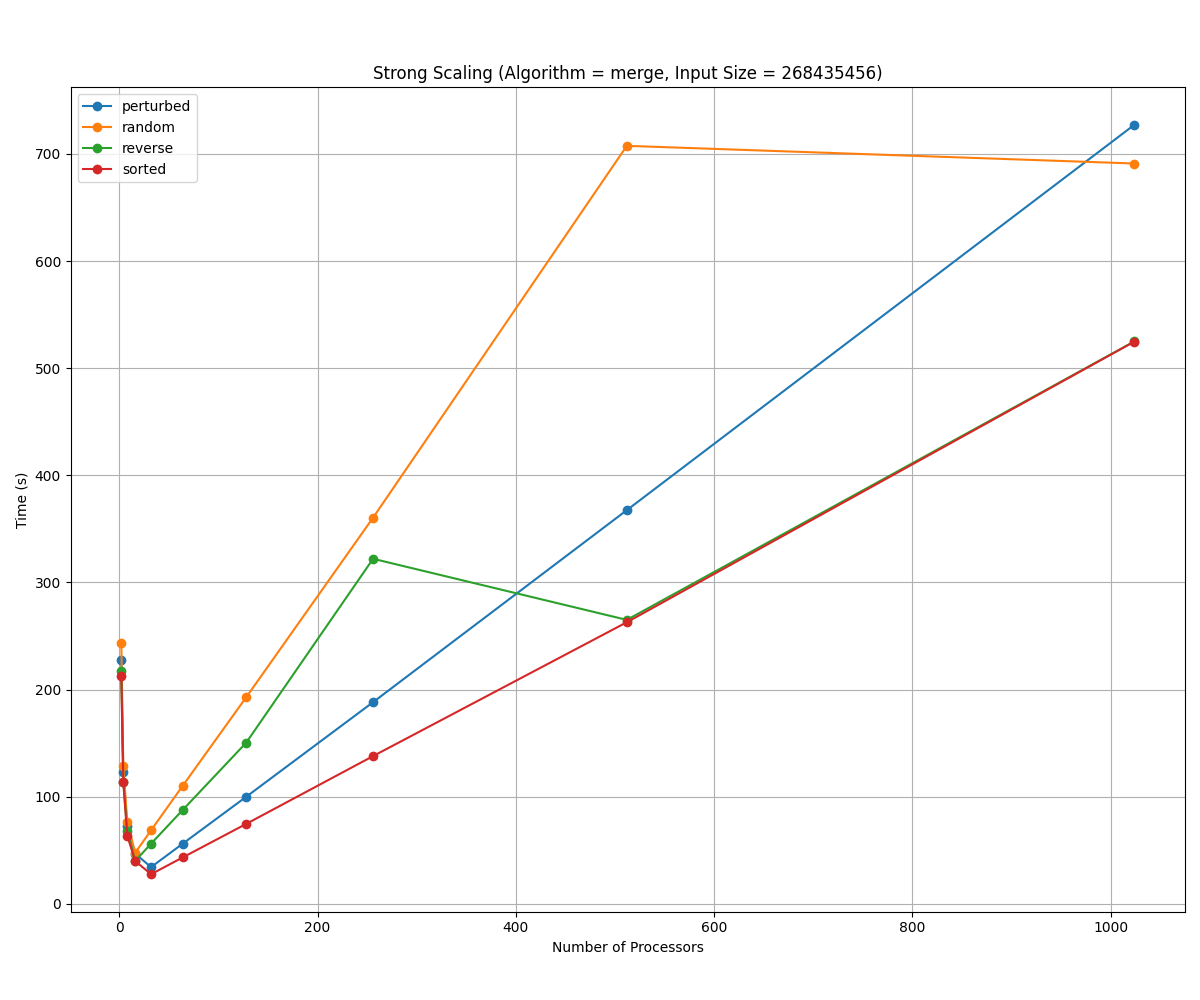 Strong Scaling (Algorithm = merge, Input Size = 268435456)
perturbed
random
reverse
sorted
700
600
500
400
300
200
100
0
Time (s)
0 200 400 600 800 1000
Number of Processors